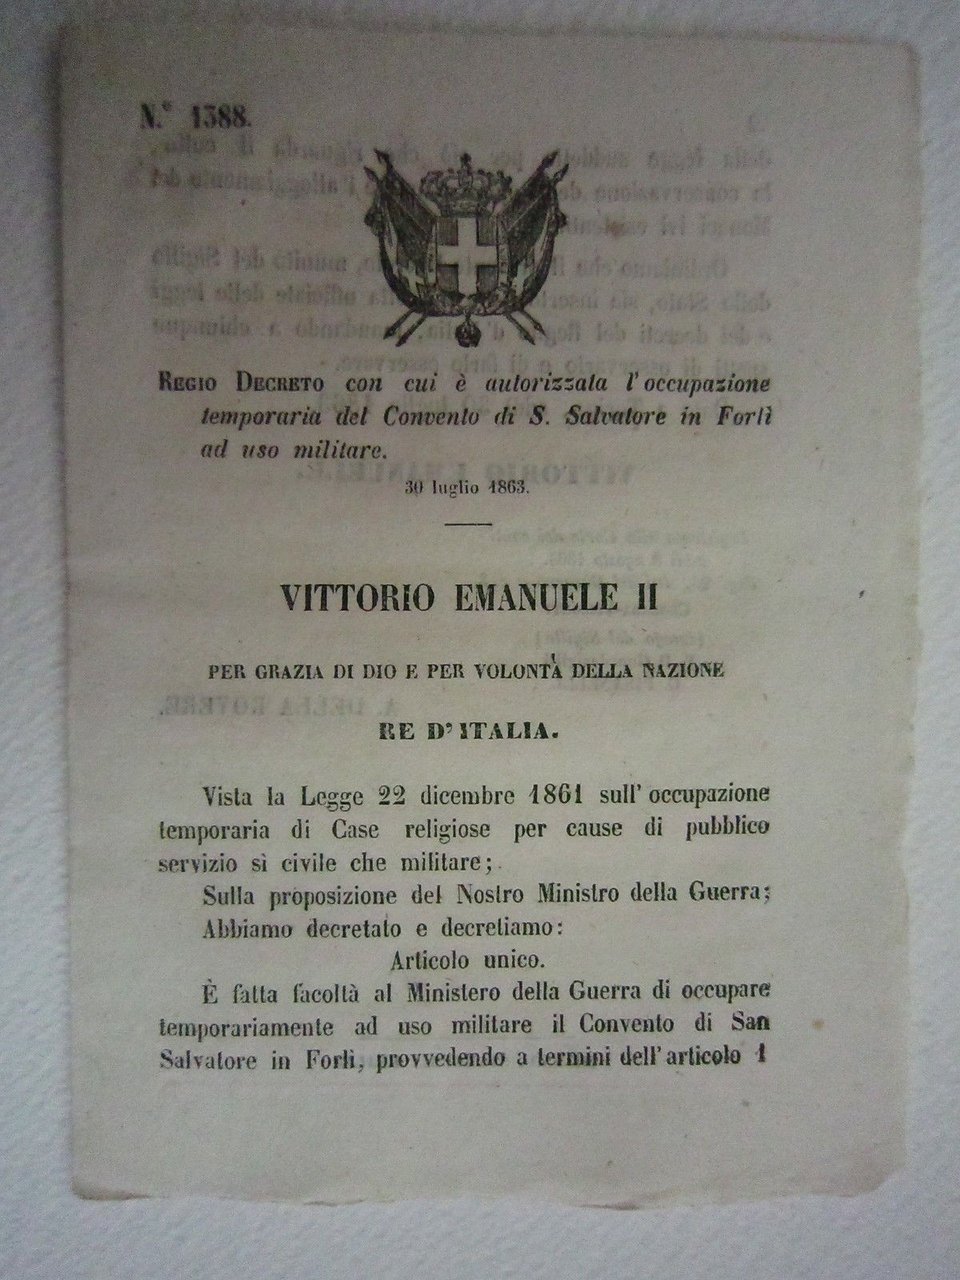 N.° 1388.
REGIO DECRETO con cui è autorizzata l'occupazione
temporaria del Convento di S. Salvatore in Forlì
ad uso militare.
30 luglio 1863.
VITTORIO EMANUELE II
PER GRAZIA DI DIO E PER VOLONTÀ DELLA NAZIONE
RE D'ITALIA.
Vista la Legge 22 dicembre 1861 sull'occupazione
temporaria di Case religiose per cause di pubblico
servizio sì civile che militare;
Sulla proposizione del Nostro Ministro della Guerra;
Abbiamo decretato e decretiamo:
Articolo unico.
È fatta facoltà al Ministero della Guerra di occupare
temporariamente ad uso militare il Convento di San
Salvatore in Forlì, provvedendo a termini dell'articolo 1